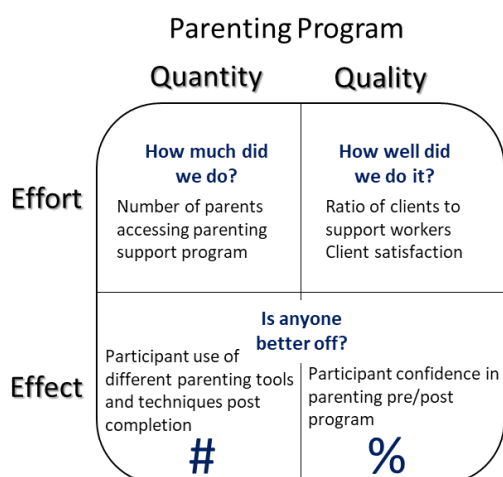 Parenting Program
Quantity
Quality
Effort
How much did
we do?
Number of parents
accessing parenting
support program
How well did
we do it?
Ratio of clients to
support workers
Client satisfaction
Effect
Is anyone
better off?
Participant use of
different parenting tools
and techniques post
completion
#
Participant confidence in
parenting pre/post
program
%